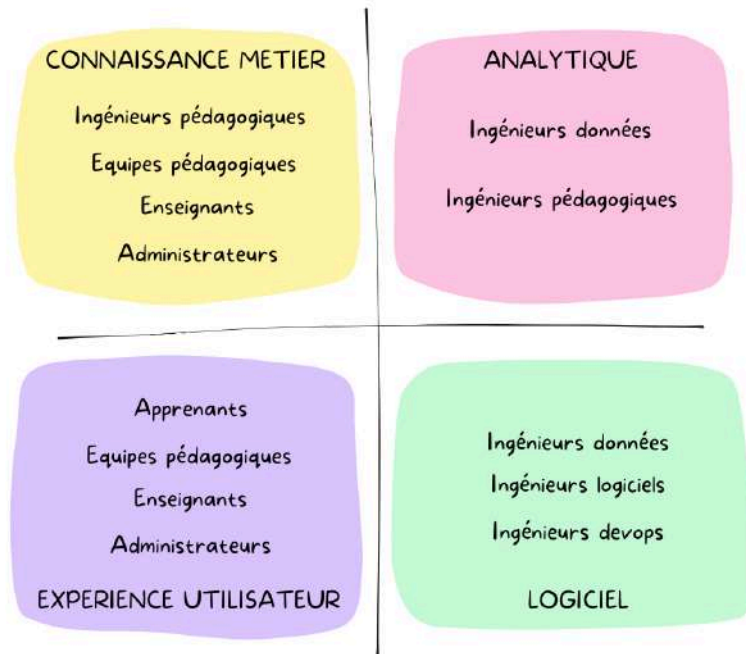 CONNAISSANCE METIER
Ingénieurs pédagogiques
Equipes pédagogiques
Enseignants
Administrateurs
ANALYTIQUE
Ingénieurs données
Ingénieurs pédagogiques
Apprenants
Equipes pédagogiques
Enseignants
Administrateurs
EXPERIENCE UTILISATEUR
Ingénieurs données
Ingénieurs logiciels
Ingénieurs devops
LOGICIEL